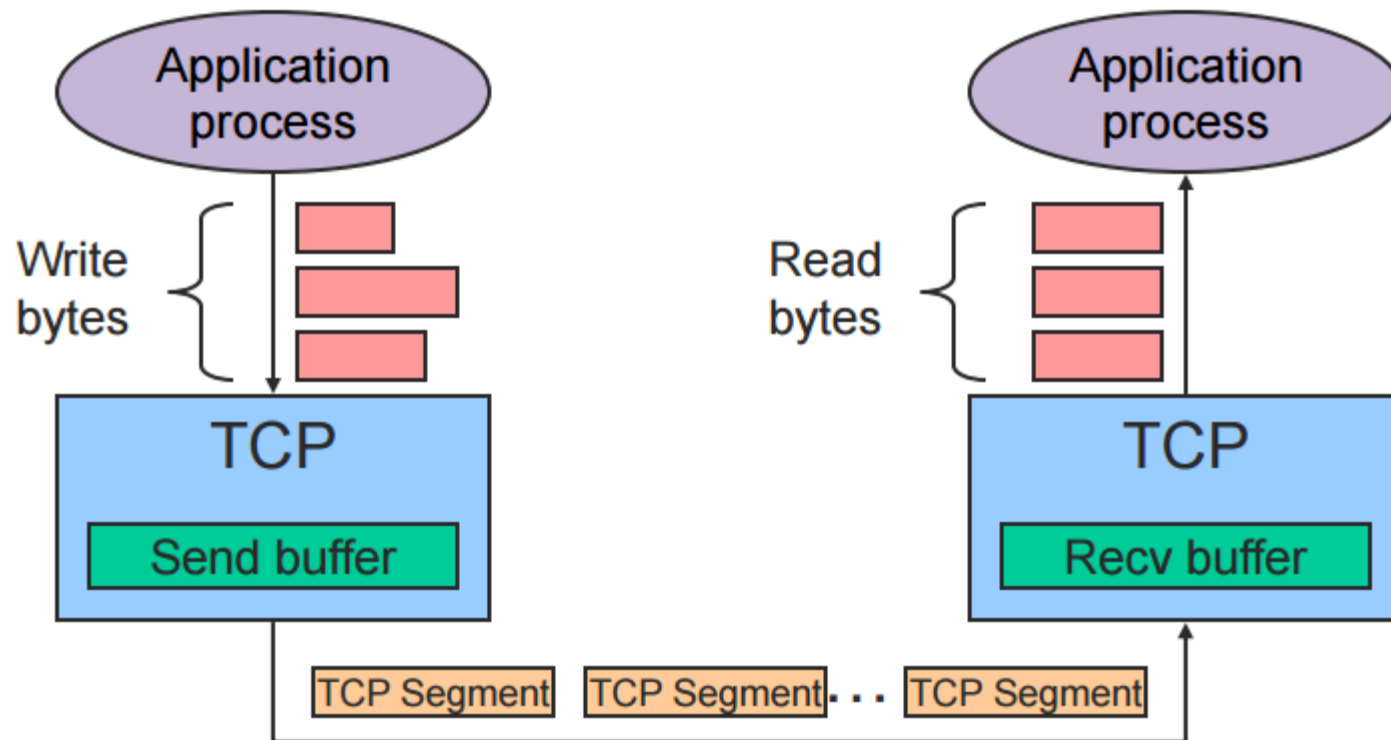 Application
process
Application
process
Write
bytes
Read
bytes
TCP
TCP
Send buffer
Recv buffer
TCP Segment
TCP Segment
...
TCP Segment